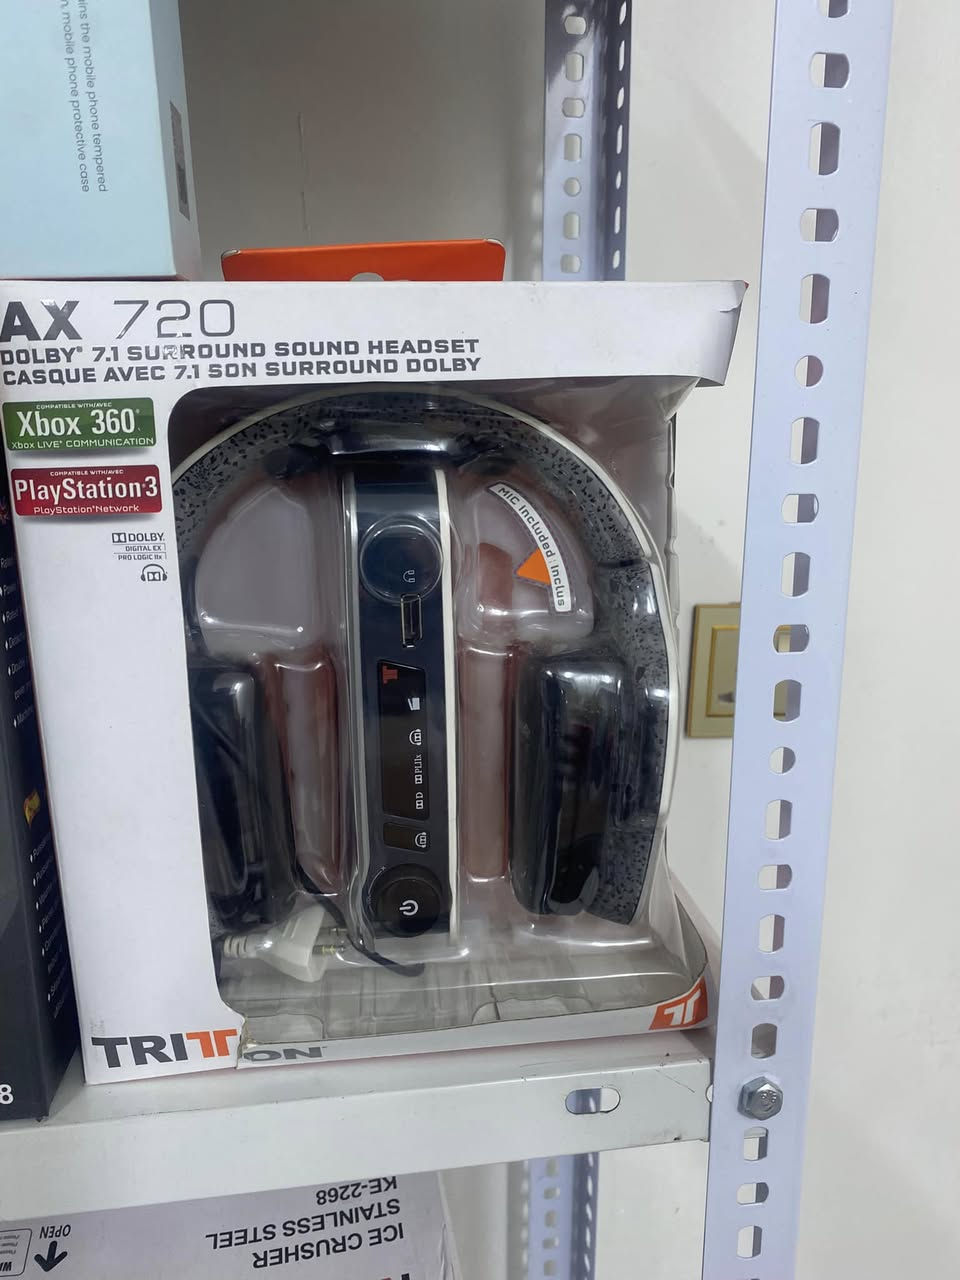 ins the mobile phone tempered
mobile phone protective case
AX 720
DOLBY® 7.1 SURROUND SOUND HEADSET
CASQUE AVEC 7.1 SON SURROUND DOLBY
COMPATIBLE WITH/AVEC
Xbox 360®
Xbox LIVE® COMMUNICATION
COMPATIBLE WITH/AVEC
PlayStation®3
PlayStation®Network
DOLBY.
DIGITAL EX
PRO LOGIC IIx
MIC Included Inclus
PLIIx
D
TRITTON
8
KE-2268
STAINLESS STEEL
ICE CRUSHER
OPEN